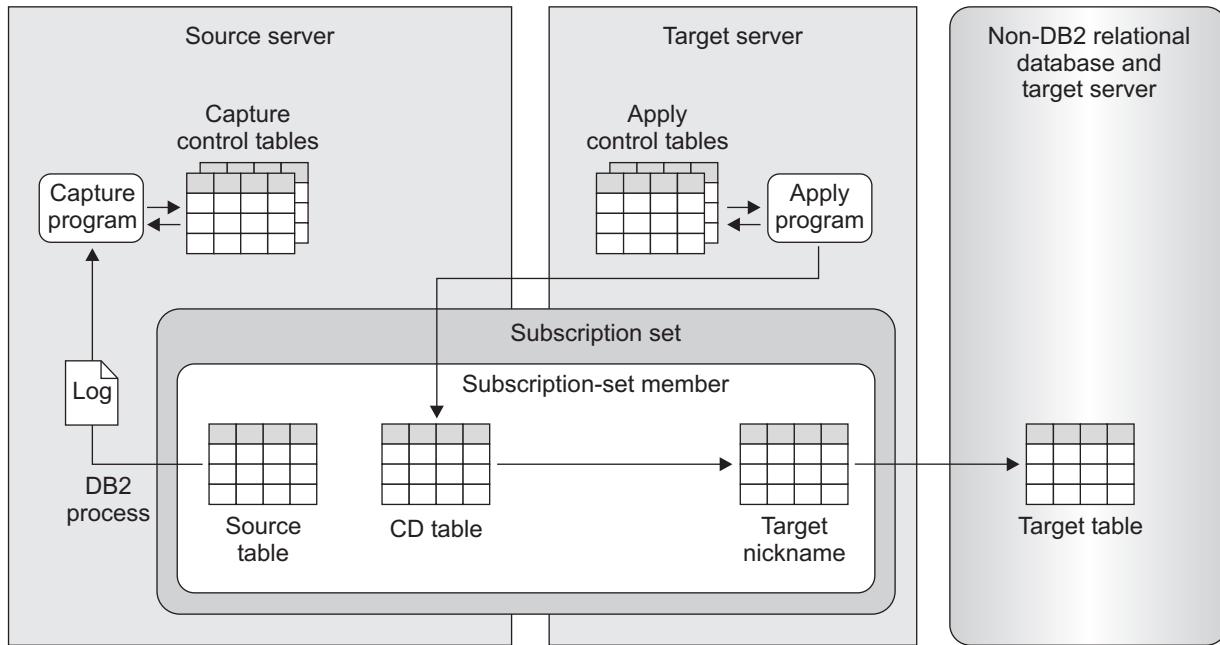 Source server
Target server
Non-DB2 relational
database and
target server
Capture
control tables
Apply
control tables
Capture
program
Apply
program
Subscription set
Subscription-set member
Log
DB2
process
Source
table
CD table
Target
nickname
Target table